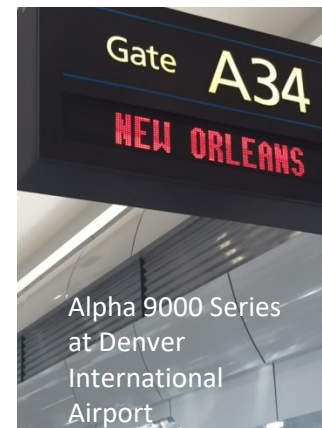 Gate A34
NEW ORLEANS
Alpha 9000 Series
at Denver
International
Airport